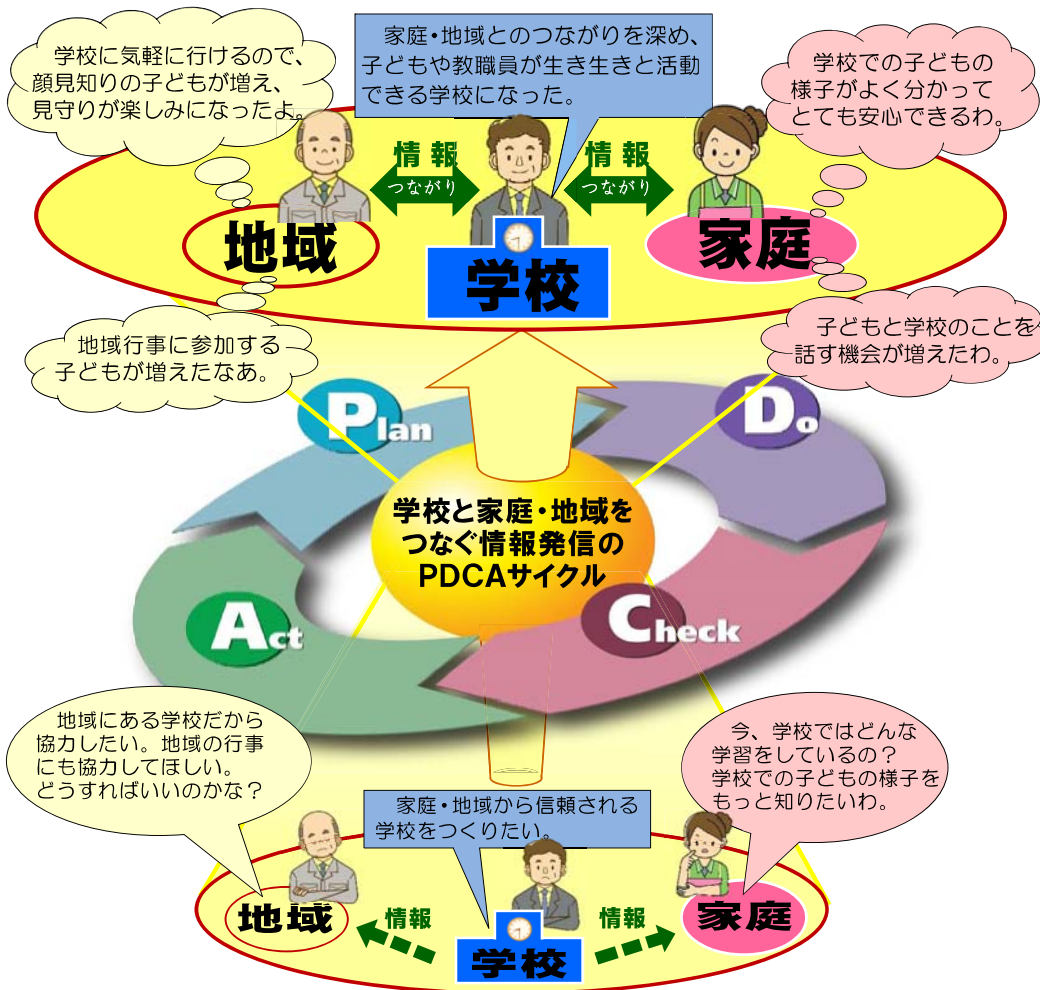 学校に気軽に行けるので、
顔見知りの子どもが増え、
見守りが楽しみになったよ。
家庭・地域とのつながりを深め、
子どもや教職員が生き生きと活動
できる学校になった。
学校での子どもの
様子がよく分かって
とても安心できるわ。
情報
つながり
情報
つながり
地域
学校
家庭
地域行事に参加する
子どもが増えたなあ。
子どもと学校のことを
話す機会が増えたわ。
Plan
Do
学校と家庭・地域を
つなぐ情報発信の
PDCAサイクル
Act
Check
地域にある学校だから
協力したい。地域の行事
にも協力してほしい。
どうすればいいのかな？
家庭・地域から信頼される
学校をつくりたい。
今、学校ではどんな
学習をしているの？
学校での子どもの様子を
もっと知りたいわ。
地域
情報
学校
情報
家庭